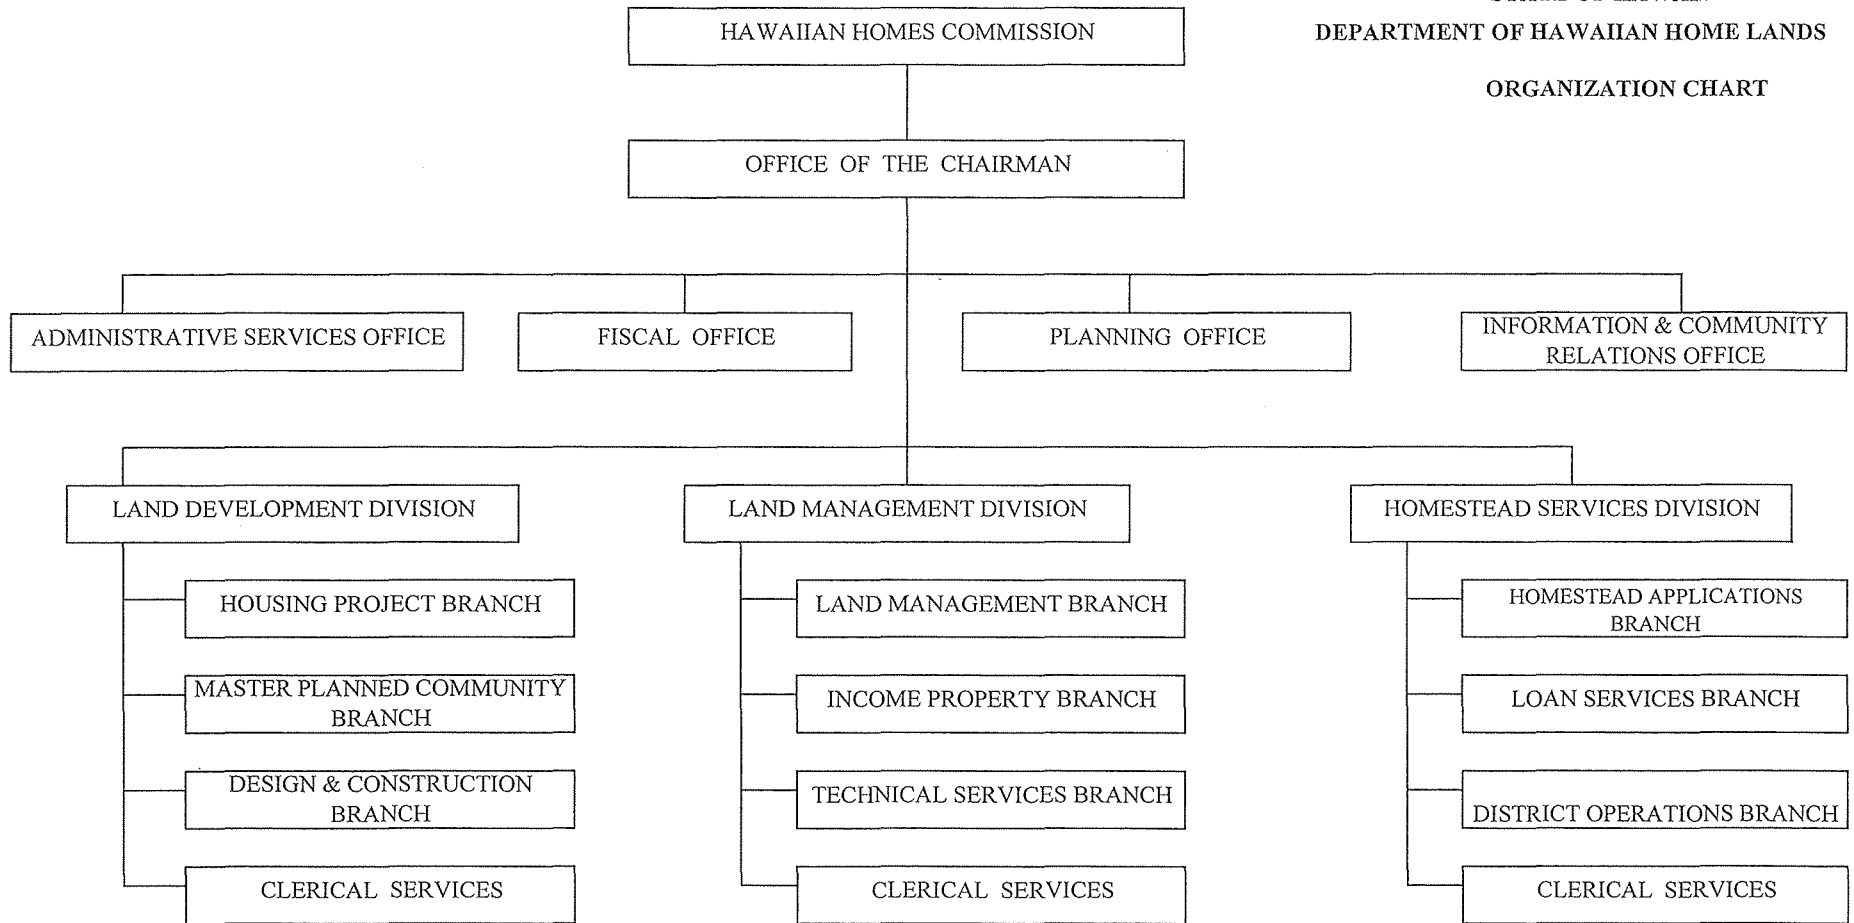 DEPARTMENT OF HAWAIIAN HOME LANDS
ORGANIZATION CHART
HAWAIIAN HOMES COMMISSION
OFFICE OF THE CHAIRMAN
ADMINISTRATIVE SERVICES OFFICE
FISCAL OFFICE
PLANNING OFFICE
INFORMATION & COMMUNITY
RELATIONS OFFICE
LAND DEVELOPMENT DIVISION
HOUSING PROJECT BRANCH
MASTER PLANNED COMMUNITY
BRANCH
DESIGN & CONSTRUCTION
BRANCH
CLERICAL SERVICES
LAND MANAGEMENT DIVISION
LAND MANAGEMENT BRANCH
INCOME PROPERTY BRANCH
TECHNICAL SERVICES BRANCH
CLERICAL SERVICES
HOMESTEAD SERVICES DIVISION
HOMESTEAD APPLICATIONS
BRANCH
LOAN SERVICES BRANCH
DISTRICT OPERATIONS BRANCH
CLERICAL SERVICES